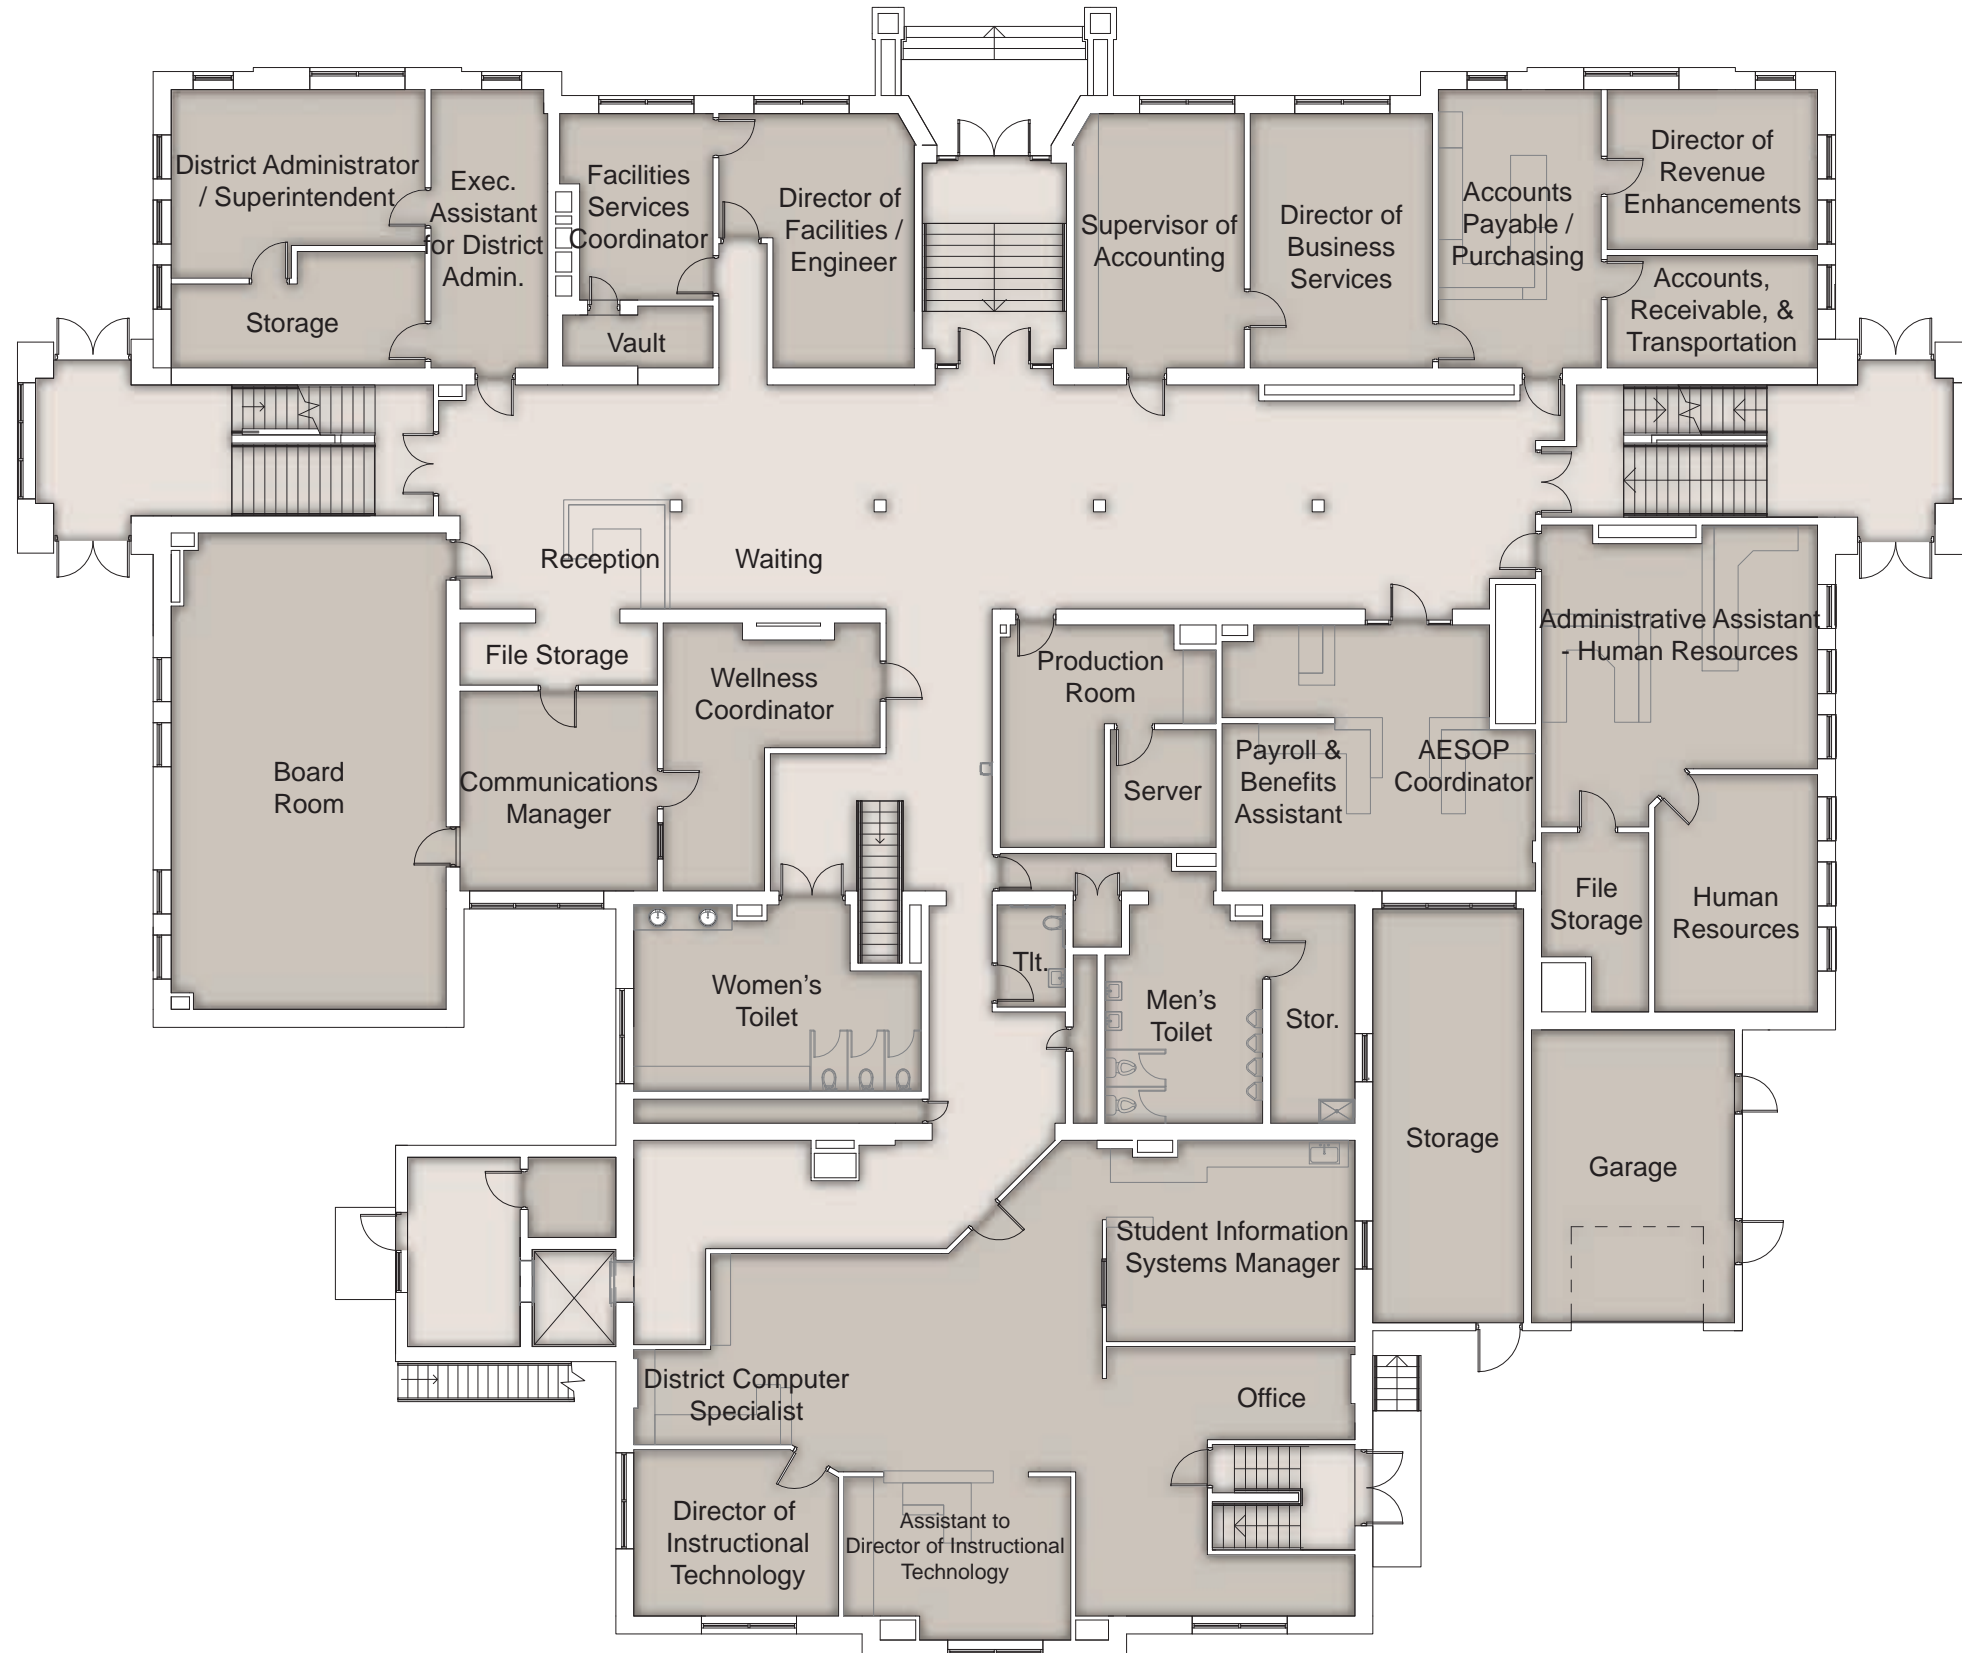 District Administrator
/ Superintendent
Exec.
Assistant
for District
Admin.
Storage
Facilities
Services
Coordinator
Vault
Director of
Facilities /
Engineer
Supervisor of
Accounting
Director of
Business
Services
Accounts
Payable /
Purchasing
Director of
Revenue
Enhancements
Accounts,
Receivable, &
Transportation
Reception
Waiting
File Storage
Board
Room
Communications
Manager
Wellness
Coordinator
Production
Room
Server
Payroll &
Benefits
Assistant
AESOP
Coordinator
Administrative Assistant
- Human Resources
File
Storage
Human
Resources
Women's
Toilet
Tlt.
Men's
Toilet
Stor.
Storage
Garage
Student Information
Systems Manager
District Computer
Specialist
Office
Director of
Instructional
Technology
Assistant to
Director of Instructional
Technology